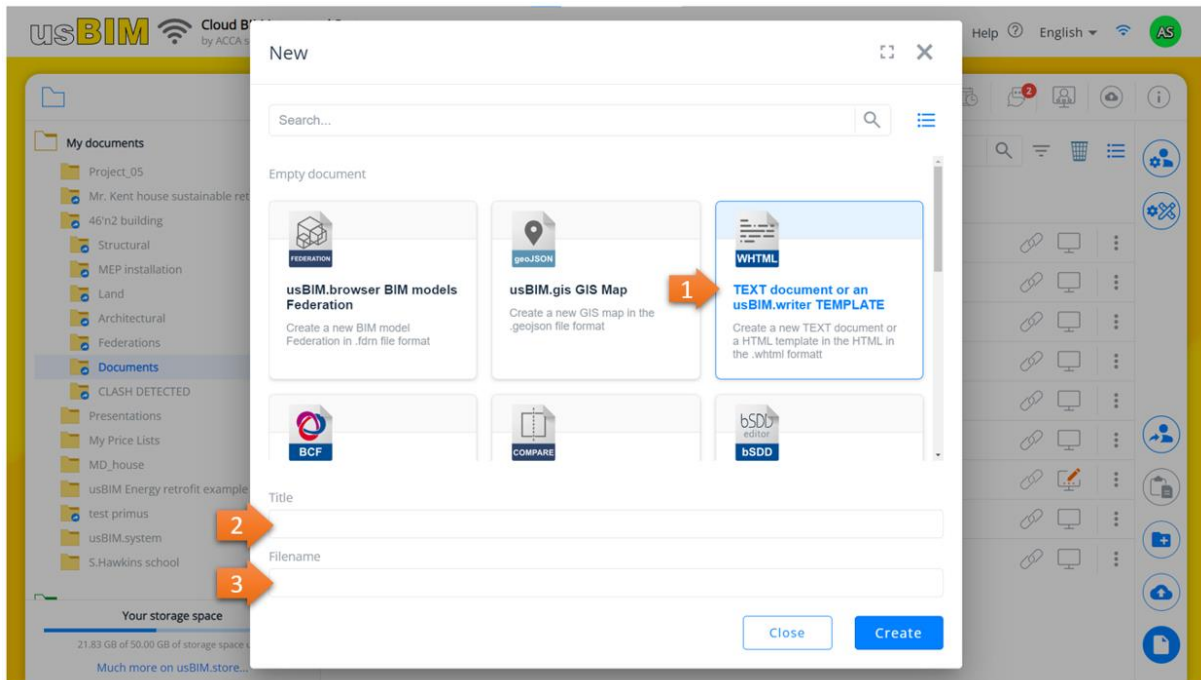 usBIM
Cloud B
by ACCA s
Help
English
AS
New
Search...
2
My documents
Project_05
Mr. Kent house sustainable ret
46'n2 building
Structural
MEP installation
Land
Architectural
Federations
Documents
CLASH DETECTED
Presentations
My Price Lists
MD_house
usBIM Energy retrofit example
test primus
usBIM.system
S.Hawkins school
Your storage space
21.83 GB of 50.00 GB of storage space u
Much more on usBIM.store...
Empty document
FEDERATION
usBIM.browser BIM models
Federation
Create a new BIM model
Federation in .fdrn file format
geoJSON
usBIM.gis GIS Map
Create a new GIS map in the
.geojson file format
1
WHTML
TEXT document or an
usBIM.writer TEMPLATE
Create a new TEXT document or
a HTML template in the HTML in
the .whtml formatt
BCF
COMPARE
bSDD
editor
bSDD
Title
2
Filename
3
Close
Create